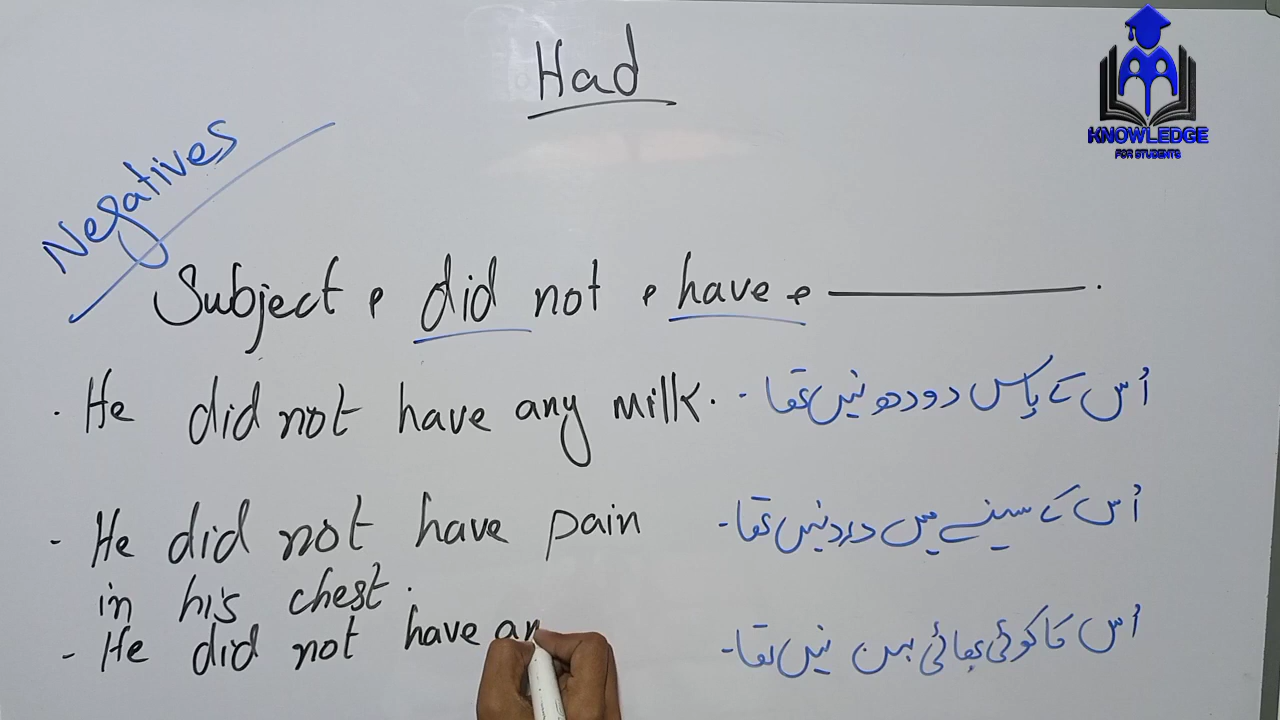 Had
KNOWLEDGE
FOR STUDENTS
Negatives
Subject + did not + have + ————.
· He did not have any milk. اُس کے پاس دودھ نہیں تھا -
- He did not have pain اُس کے سینے میں درد نہیں تھا -
in his chest.
- He did not have an اُس کا کوئی بھائی بہن نہیں تھا -